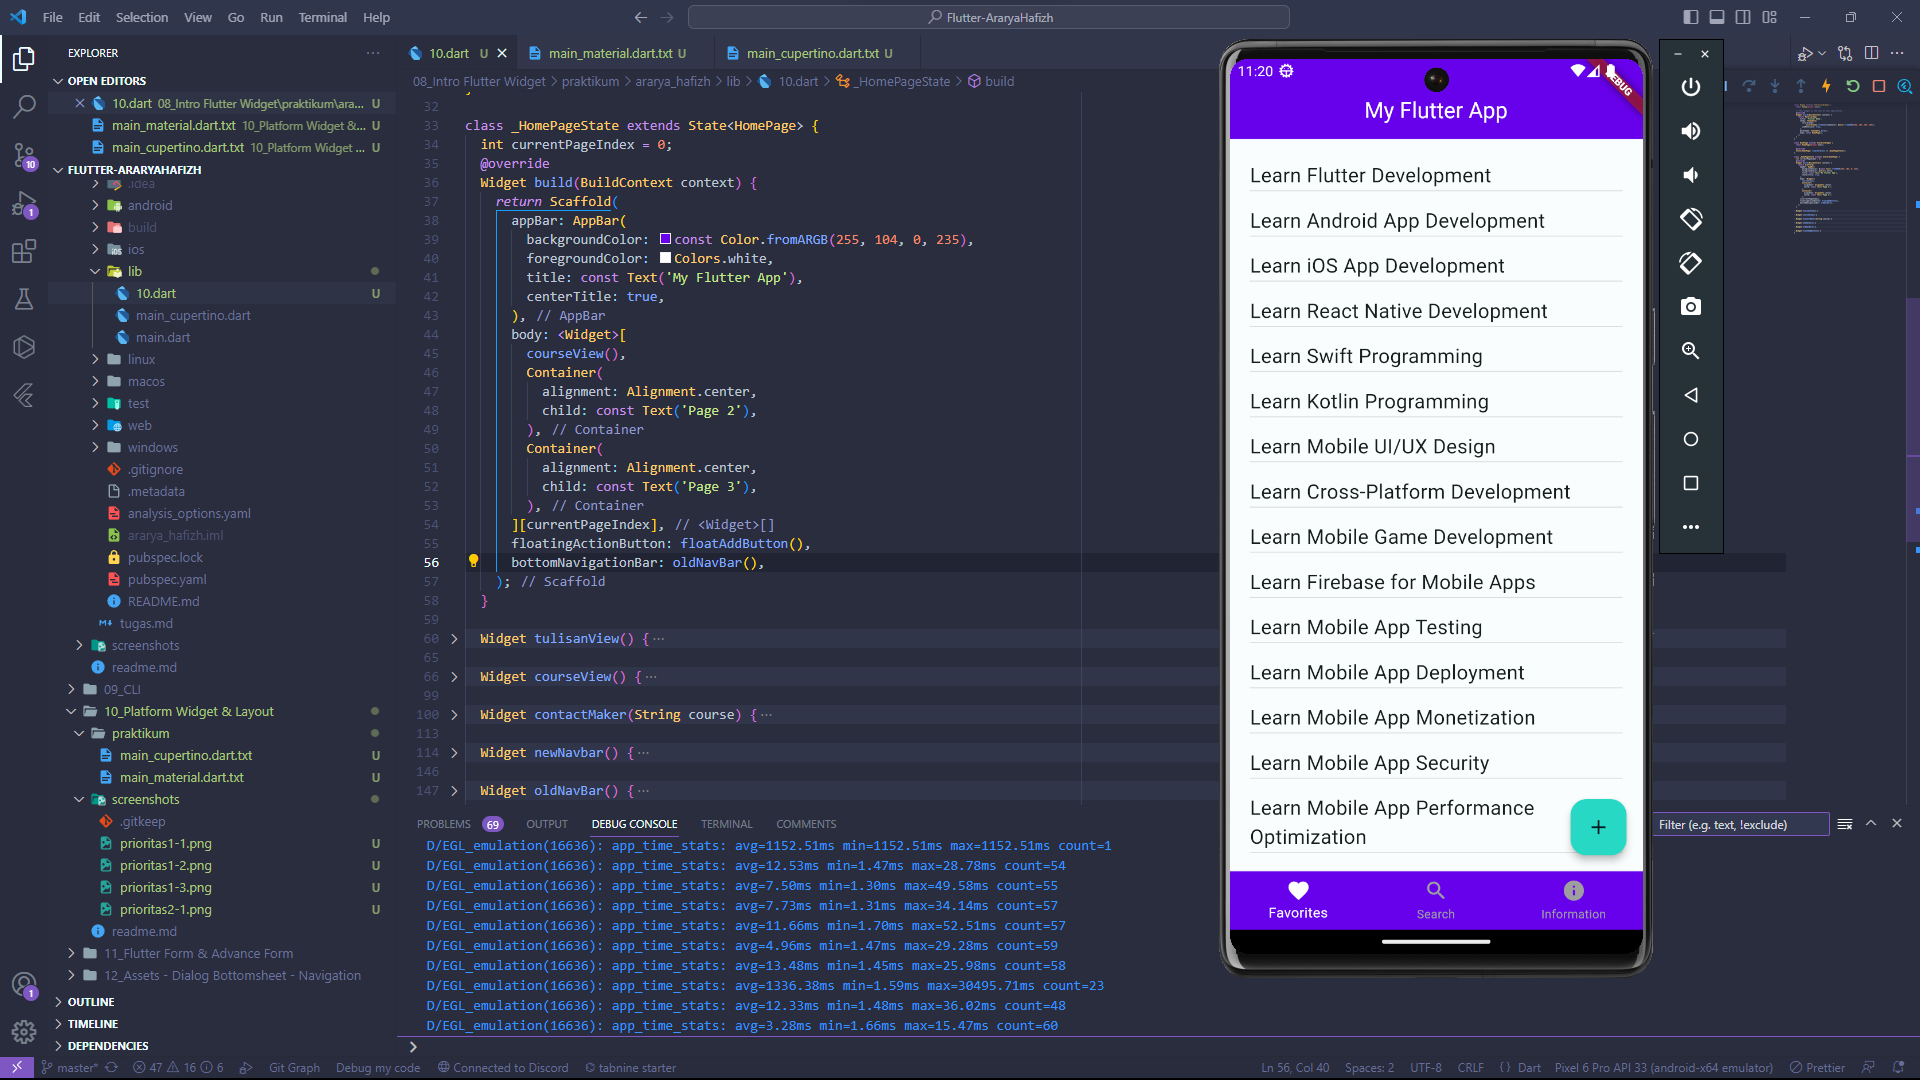 File Edit Selection View Go Run Terminal Help
Flutter-AraryaHafizh
EXPLORER
OPEN EDITORS
10.dart 08_Intro Flutter Widget\praktikum\ara... U
main_material.dart.txt 10_Platform Widget &... U
main_cupertino.dart.txt 10_Platform Widget ... U
FLUTTER-ARARYAHAFIZH
.idea
android
build
ios
lib
10.dart U
main_cupertino.dart
main.dart
linux
macos
test
web
windows
.gitignore
.metadata
analysis_options.yaml
ararya_hafizh.iml
pubspec.lock
pubspec.yaml
README.md
tugas.md
screenshots
readme.md
09_CLI
10_Platform Widget & Layout
praktikum
main_cupertino.dart.txt U
main_material.dart.txt U
screenshots
.gitkeep
prioritas1-1.png U
prioritas1-2.png U
prioritas1-3.png U
prioritas2-1.png U
readme.md
11_Flutter Form & Advance Form
12_Assets - Dialog Bottomsheet - Navigation
OUTLINE
TIMELINE
DEPENDENCIES
10
1
1
10.dart U
main_material.dart.txt U
main_cupertino.dart.txt U
08_Intro Flutter Widget > praktikum > ararya_hafizh > lib > 10.dart > _HomePageState > build
32 }
33 class _HomePageState extends State<HomePage> {
34 int currentPageIndex = 0;
35 @override
36 Widget build(BuildContext context) {
37 return Scaffold(
38 appBar: AppBar(
39 backgroundColor: const Color.fromARGB(255, 104, 0, 235),
40 foregroundColor: Colors.white,
41 title: const Text('My Flutter App'),
42 centerTitle: true,
43 ), // AppBar
44 body: <Widget>[
45 courseView(),
46 Container(
47 alignment: Alignment.center,
48 child: const Text('Page 2'),
49 ), // Container
50 Container(
51 alignment: Alignment.center,
52 child: const Text('Page 3'),
53 ), // Container
54 ][currentPageIndex], // <Widget>[]
55 floatingActionButton: floatAddButton(),
56 bottomNavigationBar: oldNavBar(),
57 ); // Scaffold
58 }
59
60 Widget tulisanView() { ...
65
66 Widget courseView() { ...
99
100 Widget contactMaker(String course) { ...
113
114 Widget newNavbar() { ...
146
147 Widget oldNavBar() { ...
PROBLEMS 69 OUTPUT DEBUG CONSOLE TERMINAL COMMENTS
Filter (e.g. text, !exclude)
D/EGL_emulation(16636): app_time_stats: avg=1152.51ms min=1152.51ms max=1152.51ms count=1
D/EGL_emulation(16636): app_time_stats: avg=12.53ms min=1.47ms max=28.78ms count=54
D/EGL_emulation(16636): app_time_stats: avg=7.50ms min=1.30ms max=49.58ms count=55
D/EGL_emulation(16636): app_time_stats: avg=7.73ms min=1.31ms max=34.14ms count=57
D/EGL_emulation(16636): app_time_stats: avg=11.66ms min=1.70ms max=52.51ms count=57
D/EGL_emulation(16636): app_time_stats: avg=4.96ms min=1.47ms max=29.28ms count=59
D/EGL_emulation(16636): app_time_stats: avg=13.48ms min=1.45ms max=25.98ms count=58
D/EGL_emulation(16636): app_time_stats: avg=1336.38ms min=1.59ms max=30495.71ms count=23
D/EGL_emulation(16636): app_time_stats: avg=12.33ms min=1.48ms max=36.02ms count=48
D/EGL_emulation(16636): app_time_stats: avg=3.28ms min=1.66ms max=15.47ms count=60
11:20
DEBUG
My Flutter App
Learn Flutter Development
Learn Android App Development
Learn iOS App Development
Learn React Native Development
Learn Swift Programming
Learn Kotlin Programming
Learn Mobile UI/UX Design
Learn Cross-Platform Development
Learn Mobile Game Development
Learn Firebase for Mobile Apps
Learn Mobile App Testing
Learn Mobile App Deployment
Learn Mobile App Monetization
Learn Mobile App Security
Learn Mobile App Performance
Optimization
+
Favorites Search Information
master* 47 16 6 Git Graph Debug my code Connected to Discord tabnine starter Ln 56, Col 40 Spaces: 2 UTF-8 CRLF {} Dart Pixel 6 Pro API 33 (android-x64 emulator) Prettier